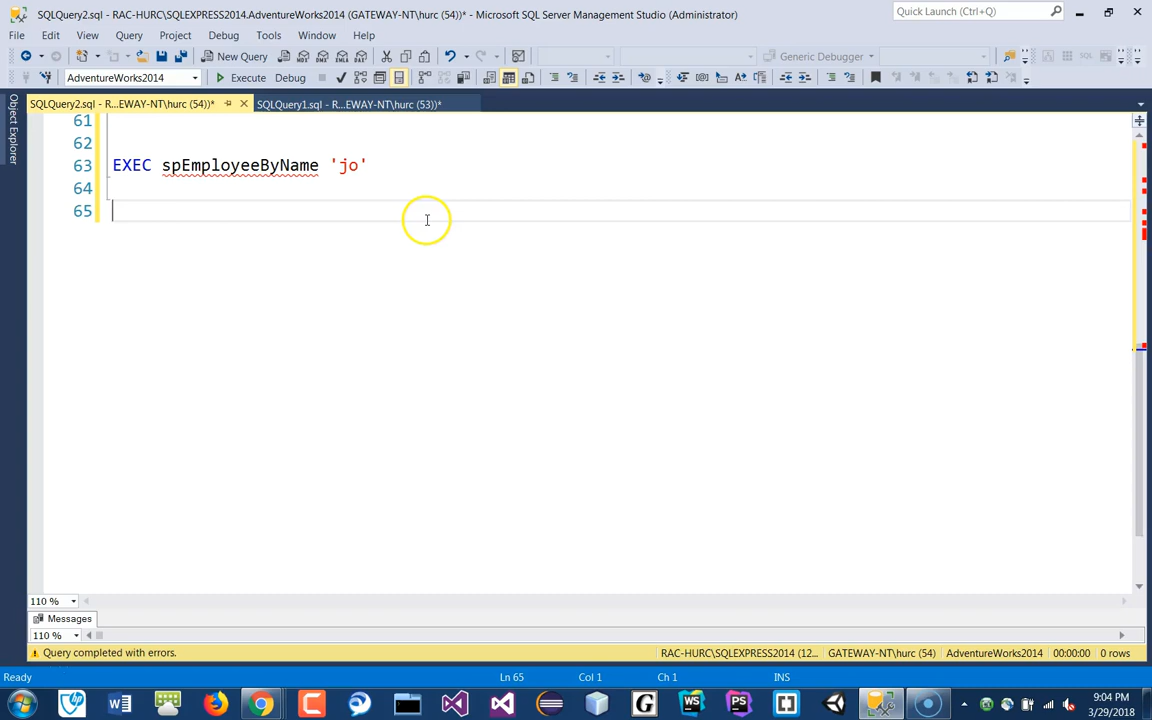 SQLQuery2.sql - RAC-HURC\SQLEXPRESS2014.AdventureWorks2014 (GATEWAY-NT\hurc (54))* - Microsoft SQL Server Management Studio (Administrator)
Quick Launch (Ctrl+Q)
File Edit View Query Project Debug Tools Window Help
New Query
Generic Debugger
AdventureWorks2014
Execute Debug
SQLQuery2.sql - R...EWAY-NT\hurc (54))*
SQLQuery1.sql - R...EWAY-NT\hurc (53))*
Object Explorer
61
62
63 EXEC spEmployeeByName 'jo'
64
65
110 %
Messages
110 %
Query completed with errors.
RAC-HURC\SQLEXPRESS2014 (12... GATEWAY-NT\hurc (54) AdventureWorks2014 00:00:00 0 rows
Ready Ln 65 Col 1 Ch 1 INS
9:04 PM
3/29/2018